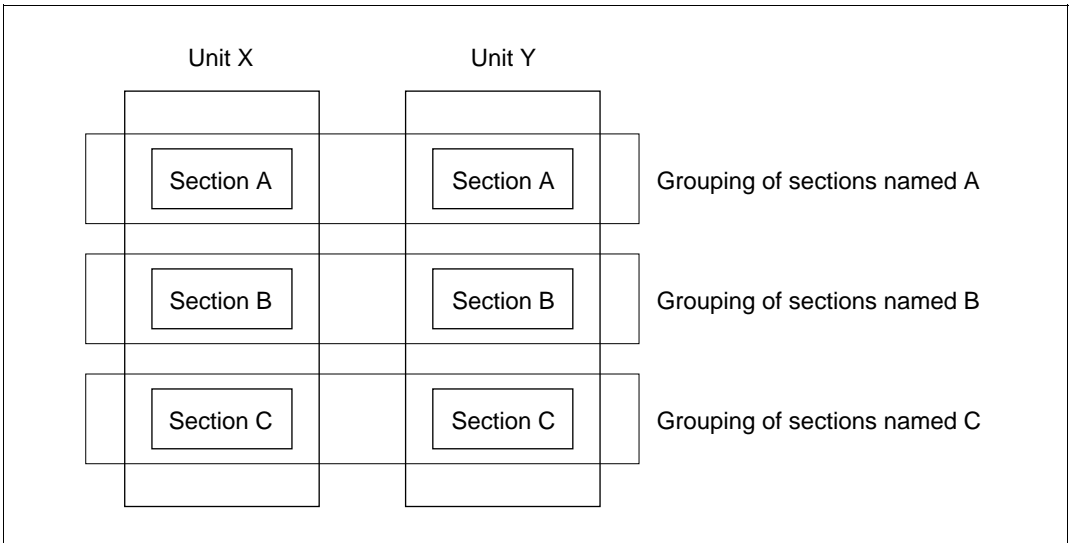 Unit X Unit Y
Section A Section A Grouping of sections named A
Section B Section B Grouping of sections named B
Section C Section C Grouping of sections named C